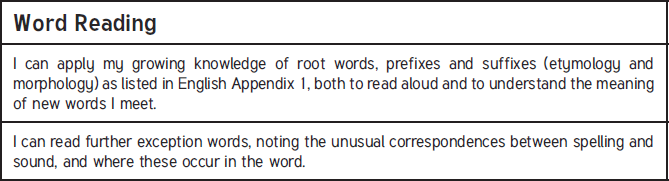 Word Reading
I can apply my growing knowledge of root words, prefixes and suffixes (etymology and
morphology) as listed in English Appendix 1, both to read aloud and to understand the meaning
of new words I meet.
I can read further exception words, noting the unusual correspondences between spelling and
sound, and where these occur in the word.